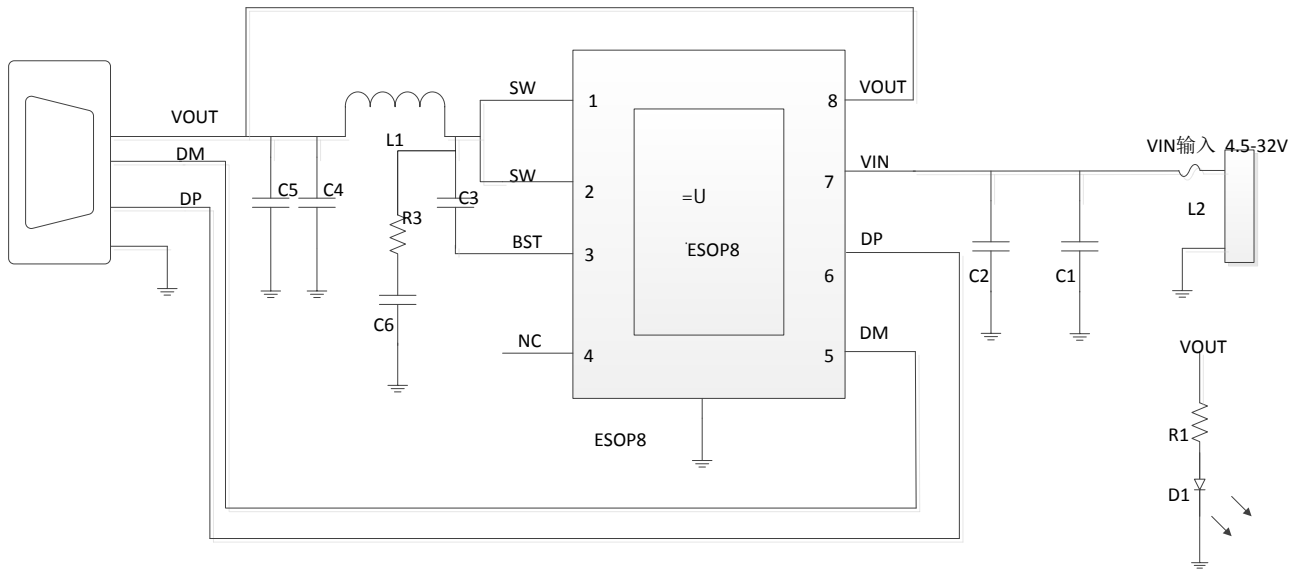 VOUT
DM
DP
C5
C4
L1
R3
C6
C3
SW
SW
BST
NC
1
2
3
4
=U
ESOP8
8
7
6
5
ESOP8
VOUT
VIN
DP
DM
C2
C1
VIN输入 4.5-32V
L2
VOUT
R1
D1